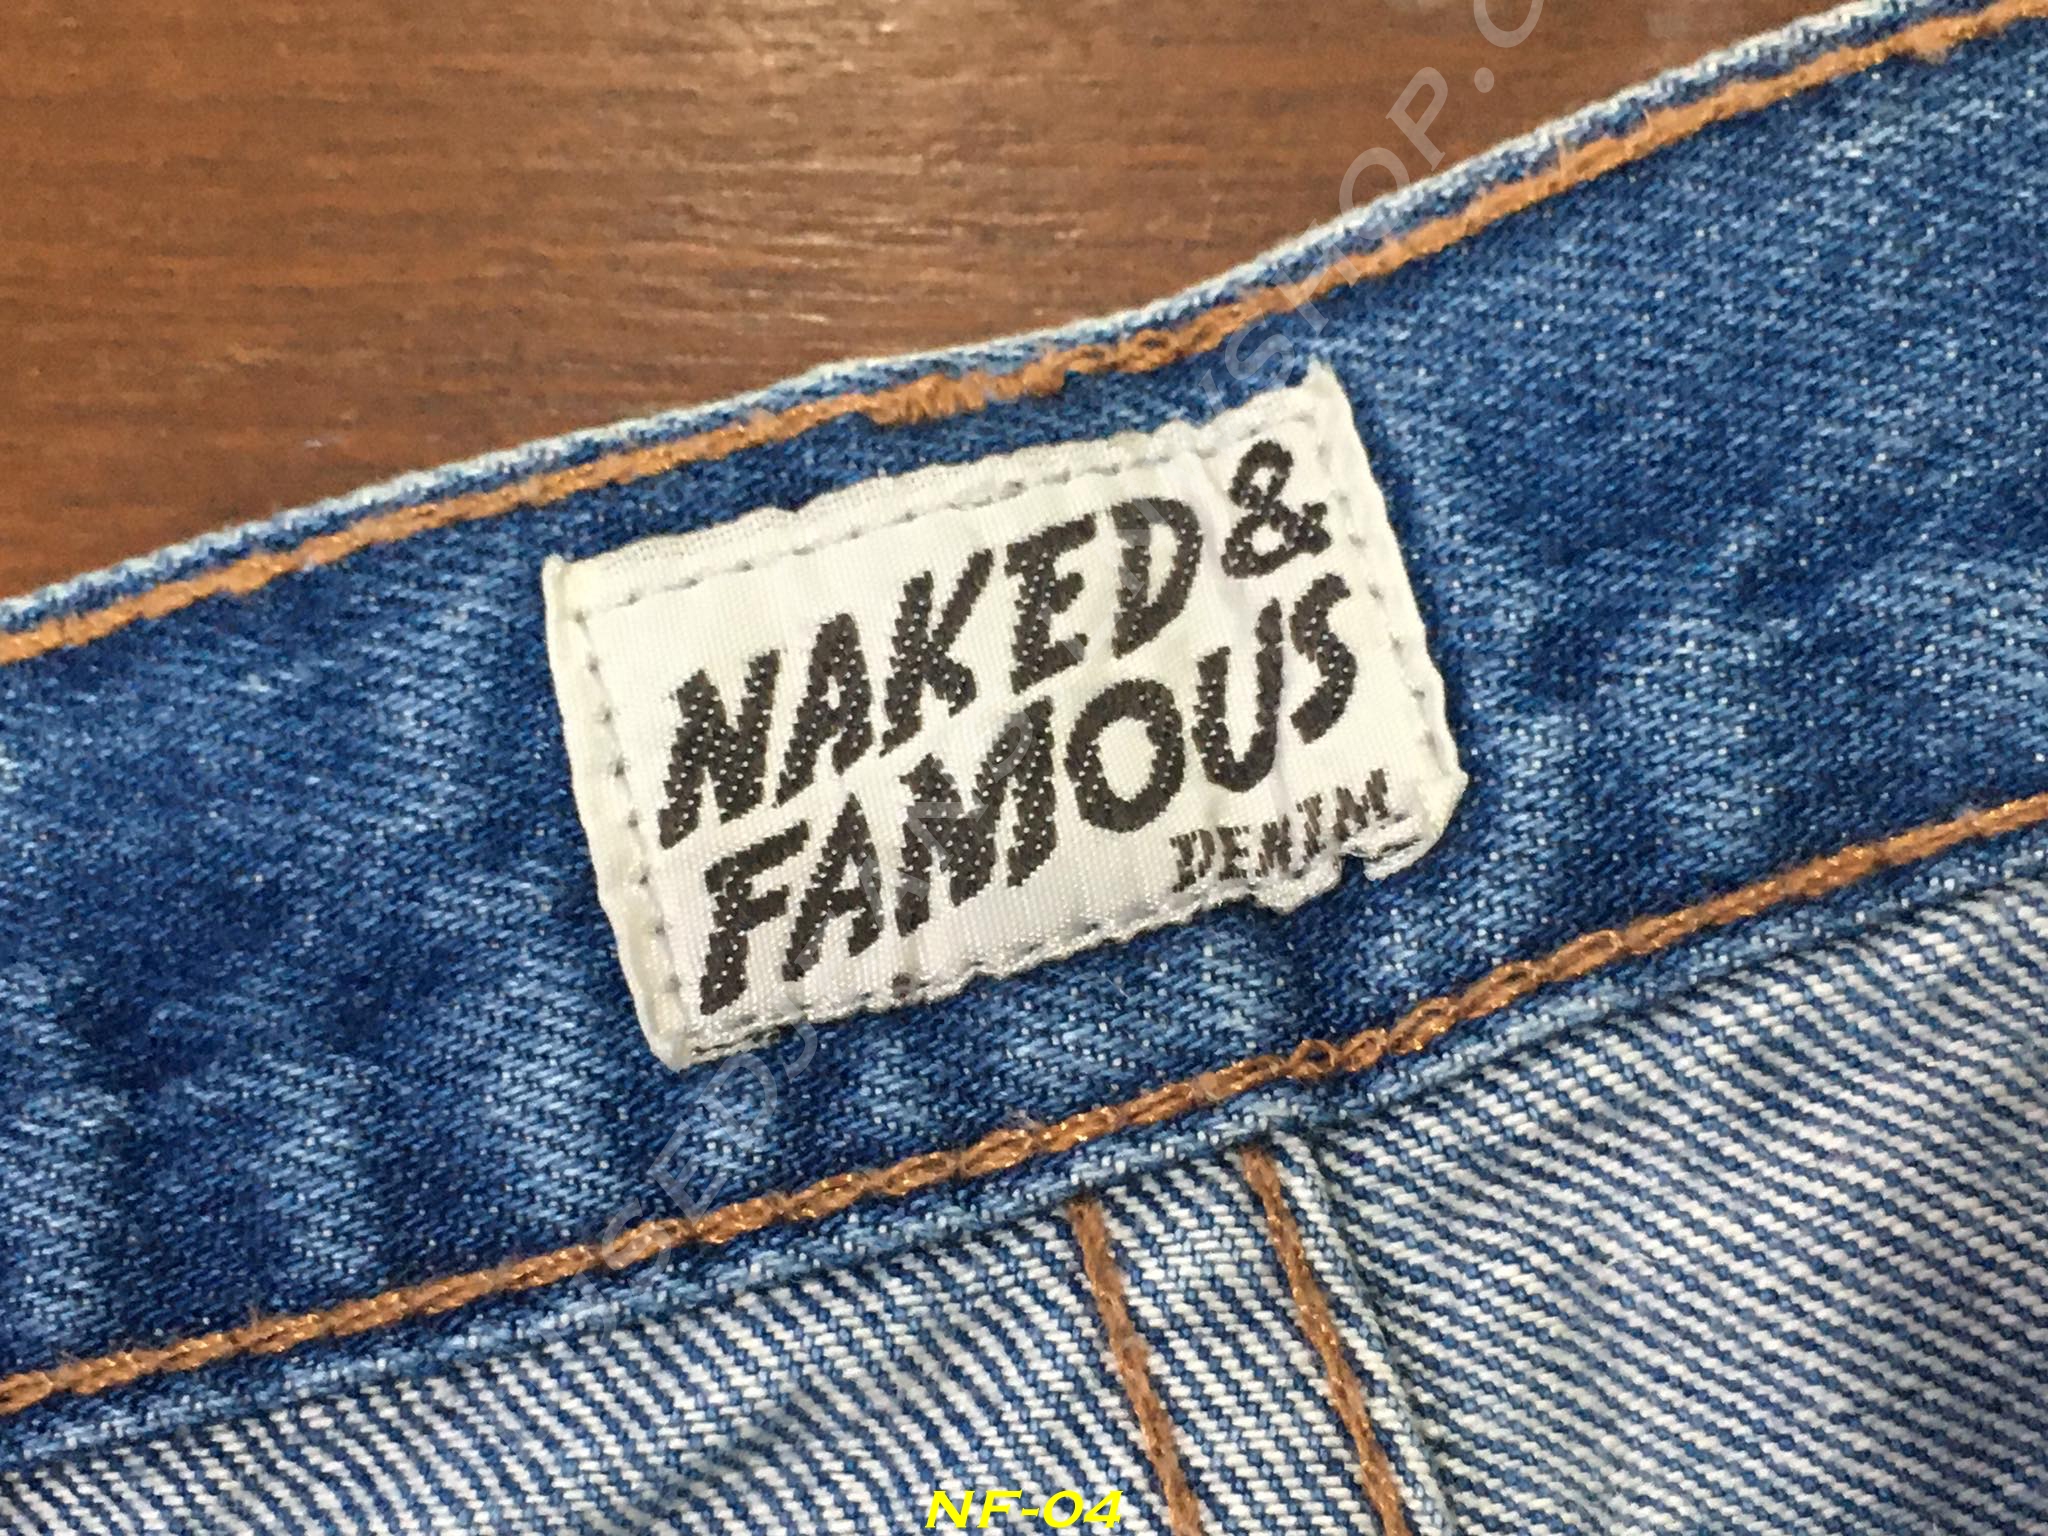 NAKED &
FAMOUS
DENIM
NF-04